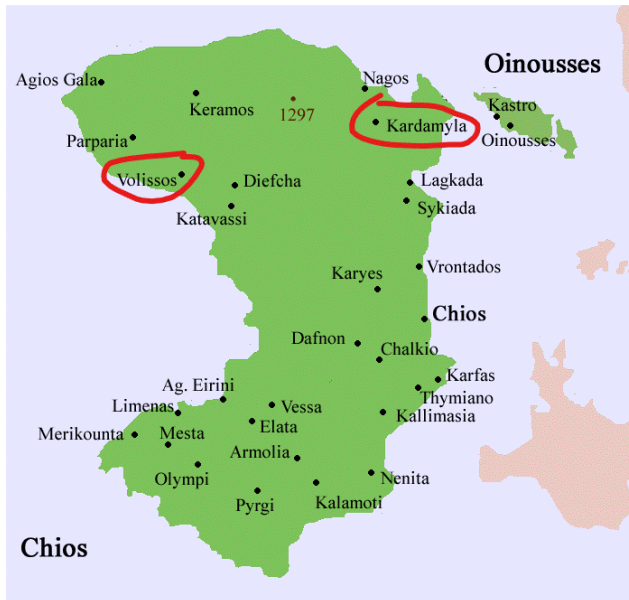 Oinousses
Nagos
Agios Gala
Keramos
1297
Kastro
Kardamyla
Oinousses
Parparia
Volissos
Diefcha
Lagkada
Katavassi
Sykiada
Vrontados
Karyes
Chios
Dafnon
Chalkio
Karfas
Ag. Eirini
Thymiano
Limenas
Vessa
Kallimasia
Elata
Merikounta
Mesta
Armolia
Olympi
Nenita
Pyrgi
Kalamoti
Chios